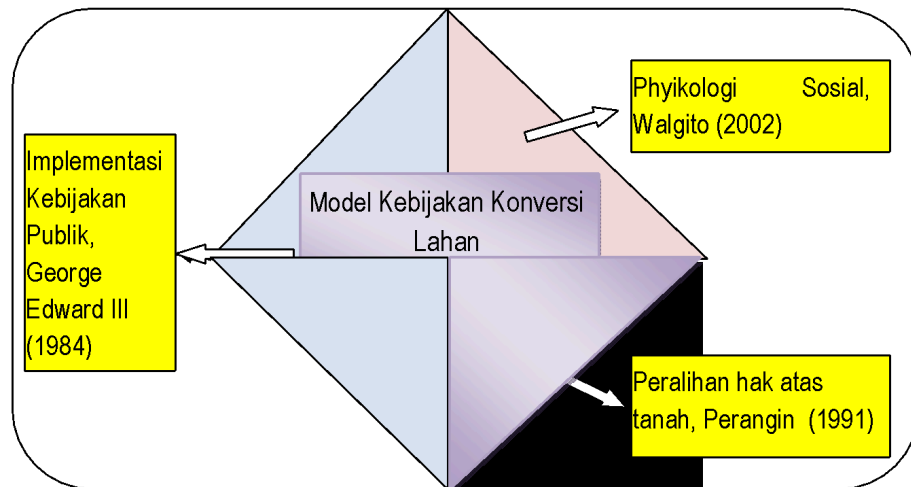 Phyikologi Sosial,
Walgito (2002)
Implementasi
Kebijakan
Publik,
George
Edward III
(1984)
Model Kebijakan Konversi
Lahan
Peralihan hak atas
tanah, Perangin (1991)